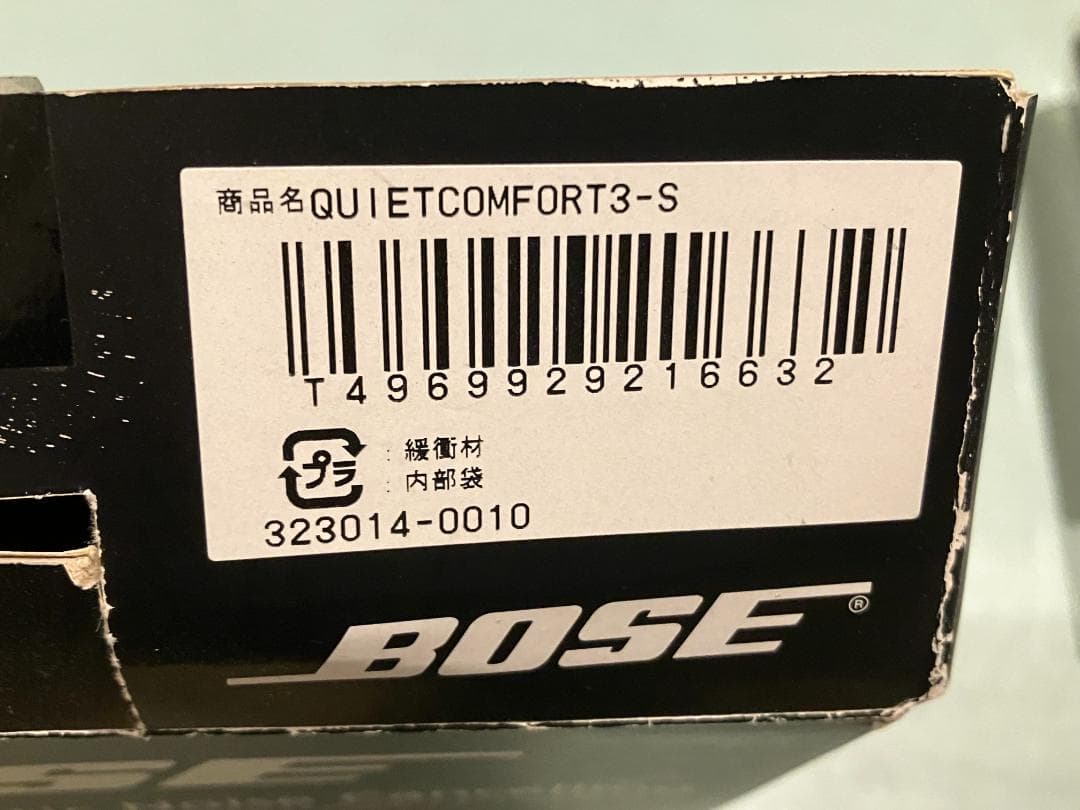 商品名QUIETCOMFORT3-S
T4969929216632
プラ : 緩衝材
: 内部袋
323014-0010
BOSE®